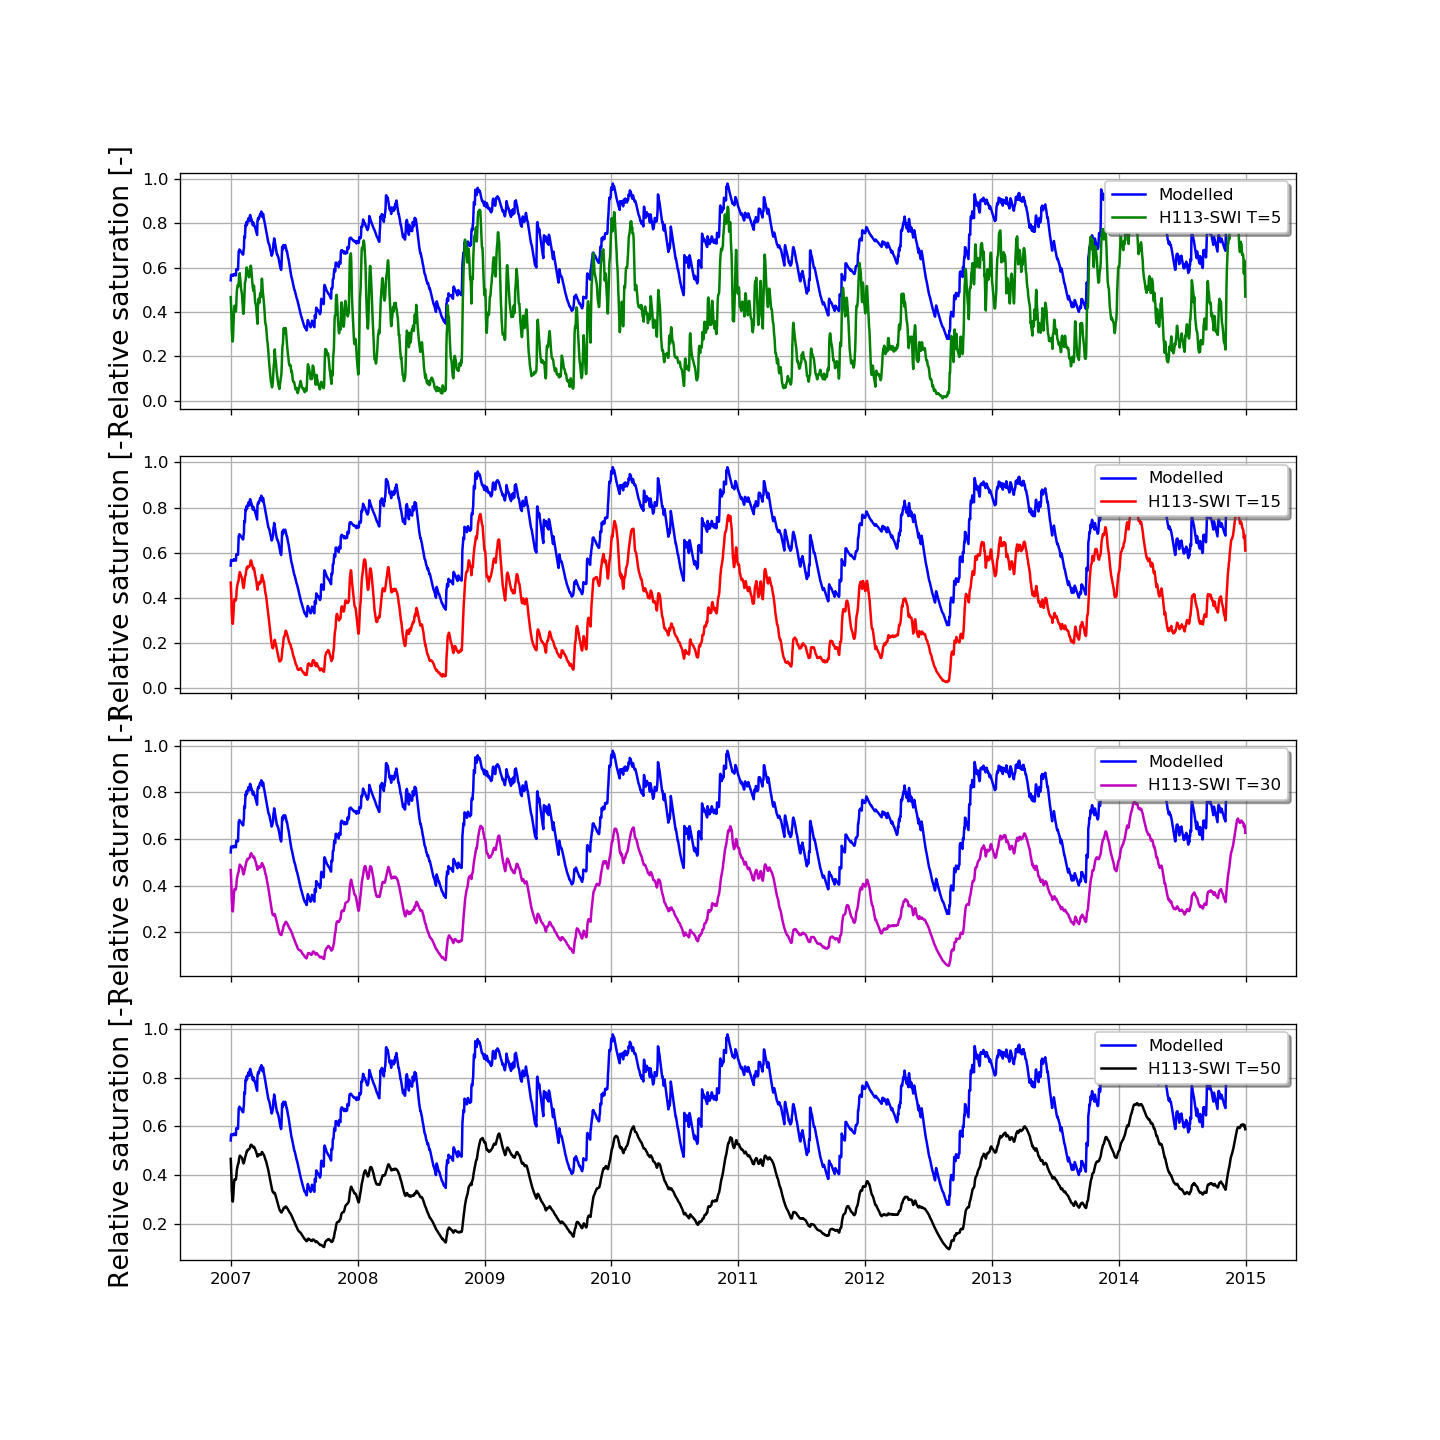 Relative saturation [-]
1.0
0.8
0.6
0.4
0.2
0.0
Modelled
H113-SWI T=5
Relative saturation [-]
1.0
0.8
0.6
0.4
0.2
0.0
Modelled
H113-SWI T=15
Relative saturation [-]
1.0
0.8
0.6
0.4
0.2
Modelled
H113-SWI T=30
Relative saturation [-]
1.0
0.8
0.6
0.4
0.2
Modelled
H113-SWI T=50
2007 2008 2009 2010 2011 2012 2013 2014 2015